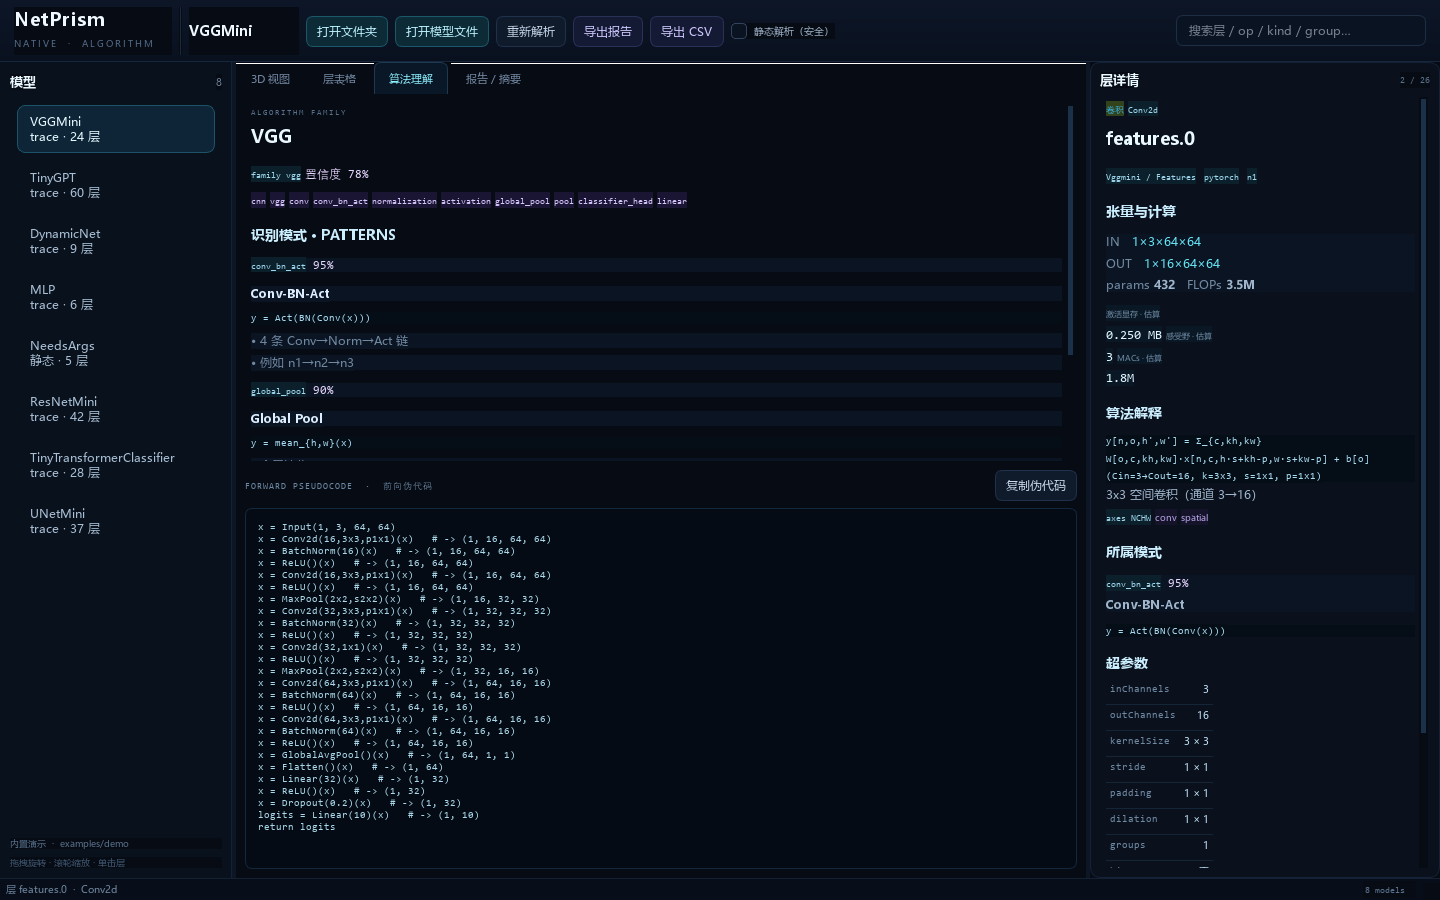 NetPrism
NATIVE · ALGORITHM
VGGMini
打开文件夹
打开模型文件
重新解析
导出报告
导出 CSV
静态解析（安全）
搜索层 / op / kind / group...
模型
8
VGGMini
trace · 24 层
TinyGPT
trace · 60 层
DynamicNet
trace · 9 层
MLP
trace · 6 层
NeedsArgs
静态 · 5 层
ResNetMini
trace · 42 层
TinyTransformerClassifier
trace · 28 层
UNetMini
trace · 37 层
内置演示 · examples/demo
拖拽旋转 · 滚轮缩放 · 单击层
3D 视图
层表格
算法理解
报告 / 摘要
ALGORITHM FAMILY
VGG
family vgg 置信度 78%
cnn vgg conv conv_bn_act normalization activation global_pool pool classifier_head linear
识别模式 · PATTERNS
conv_bn_act 95%
Conv-BN-Act
y = Act(BN(Conv(x)))
• 4 条 Conv→Norm→Act 链
• 例如 n1→n2→n3
global_pool 90%
Global Pool
y = mean_{h,w}(x)
FORWARD PSEUDOCODE · 前向伪代码
复制伪代码
x = Input(1, 3, 64, 64)
x = Conv2d(16,3x3,p1x1)(x) # -> (1, 16, 64, 64)
x = BatchNorm(16)(x) # -> (1, 16, 64, 64)
x = ReLU()(x) # -> (1, 16, 64, 64)
x = Conv2d(16,3x3,p1x1)(x) # -> (1, 16, 64, 64)
x = ReLU()(x) # -> (1, 16, 64, 64)
x = MaxPool(2x2,s2x2)(x) # -> (1, 16, 32, 32)
x = Conv2d(32,3x3,p1x1)(x) # -> (1, 32, 32, 32)
x = BatchNorm(32)(x) # -> (1, 32, 32, 32)
x = ReLU()(x) # -> (1, 32, 32, 32)
x = Conv2d(32,1x1)(x) # -> (1, 32, 32, 32)
x = ReLU()(x) # -> (1, 32, 32, 32)
x = MaxPool(2x2,s2x2)(x) # -> (1, 32, 16, 16)
x = Conv2d(64,3x3,p1x1)(x) # -> (1, 64, 16, 16)
x = BatchNorm(64)(x) # -> (1, 64, 16, 16)
x = ReLU()(x) # -> (1, 64, 16, 16)
x = Conv2d(64,3x3,p1x1)(x) # -> (1, 64, 16, 16)
x = BatchNorm(64)(x) # -> (1, 64, 16, 16)
x = ReLU()(x) # -> (1, 64, 16, 16)
x = GlobalAvgPool()(x) # -> (1, 64, 1, 1)
x = Flatten()(x) # -> (1, 64)
x = Linear(32)(x) # -> (1, 32)
x = ReLU()(x) # -> (1, 32)
x = Dropout(0.2)(x) # -> (1, 32)
logits = Linear(10)(x) # -> (1, 10)
return logits
层详情
2 / 26
卷积 Conv2d
features.0
Vggmini / Features pytorch n1
张量与计算
IN 1×3×64×64
OUT 1×16×64×64
params 432 FLOPs 3.5M
激活显存 · 估算
0.250 MB 感受野 · 估算
3 MACs · 估算
1.8M
算法解释
y[n,o,h',w'] = Σ_{c,kh,kw}
W[o,c,kh,kw]·x[n,c,h·s+kh-p,w·s+kw-p] + b[o]
(Cin=3→Cout=16, k=3x3, s=1x1, p=1x1)
3x3 空间卷积（通道 3→16）
axes NCHW conv spatial
所属模式
conv_bn_act 95%
Conv-BN-Act
y = Act(BN(Conv(x)))
超参数
inChannels 3
outChannels 16
kernelSize 3 × 3
stride 1 × 1
padding 1 × 1
dilation 1 × 1
groups 1
层 features.0 · Conv2d
8 models